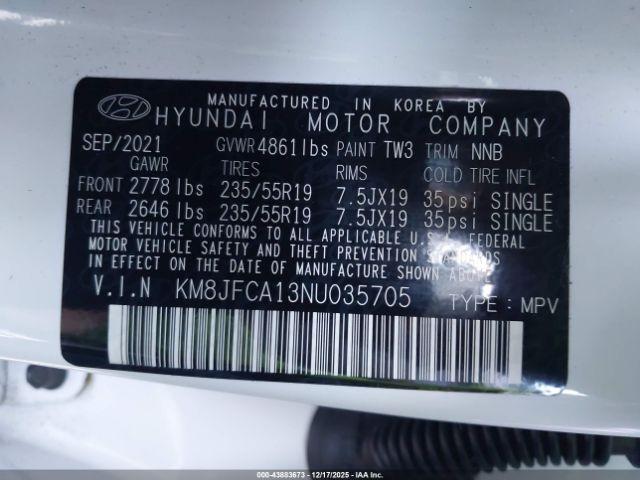 MANUFACTURED IN KOREA BY
HYUNDAI MOTOR COMPANY
SEP/2021 GVWR 4861lbs PAINT TW3 TRIM NNB
GAWR TIRES RIMS COLD TIRE INFL
FRONT 2778 lbs 235/55R19 7.5JX19 35psi SINGLE
REAR 2646 lbs 235/55R19 7.5JX19 35psi SINGLE
THIS VEHICLE CONFORMS TO ALL APPLICABLE U.S. FEDERAL
MOTOR VEHICLE SAFETY AND THEFT PREVENTION STANDARDS
IN EFFECT ON THE DATE OF MANUFACTURE SHOWN ABOVE.
V.I.N KM8JFCA13NU035705 TYPE : MPV
000-43883673 - 12/17/2025 - IAA Inc.